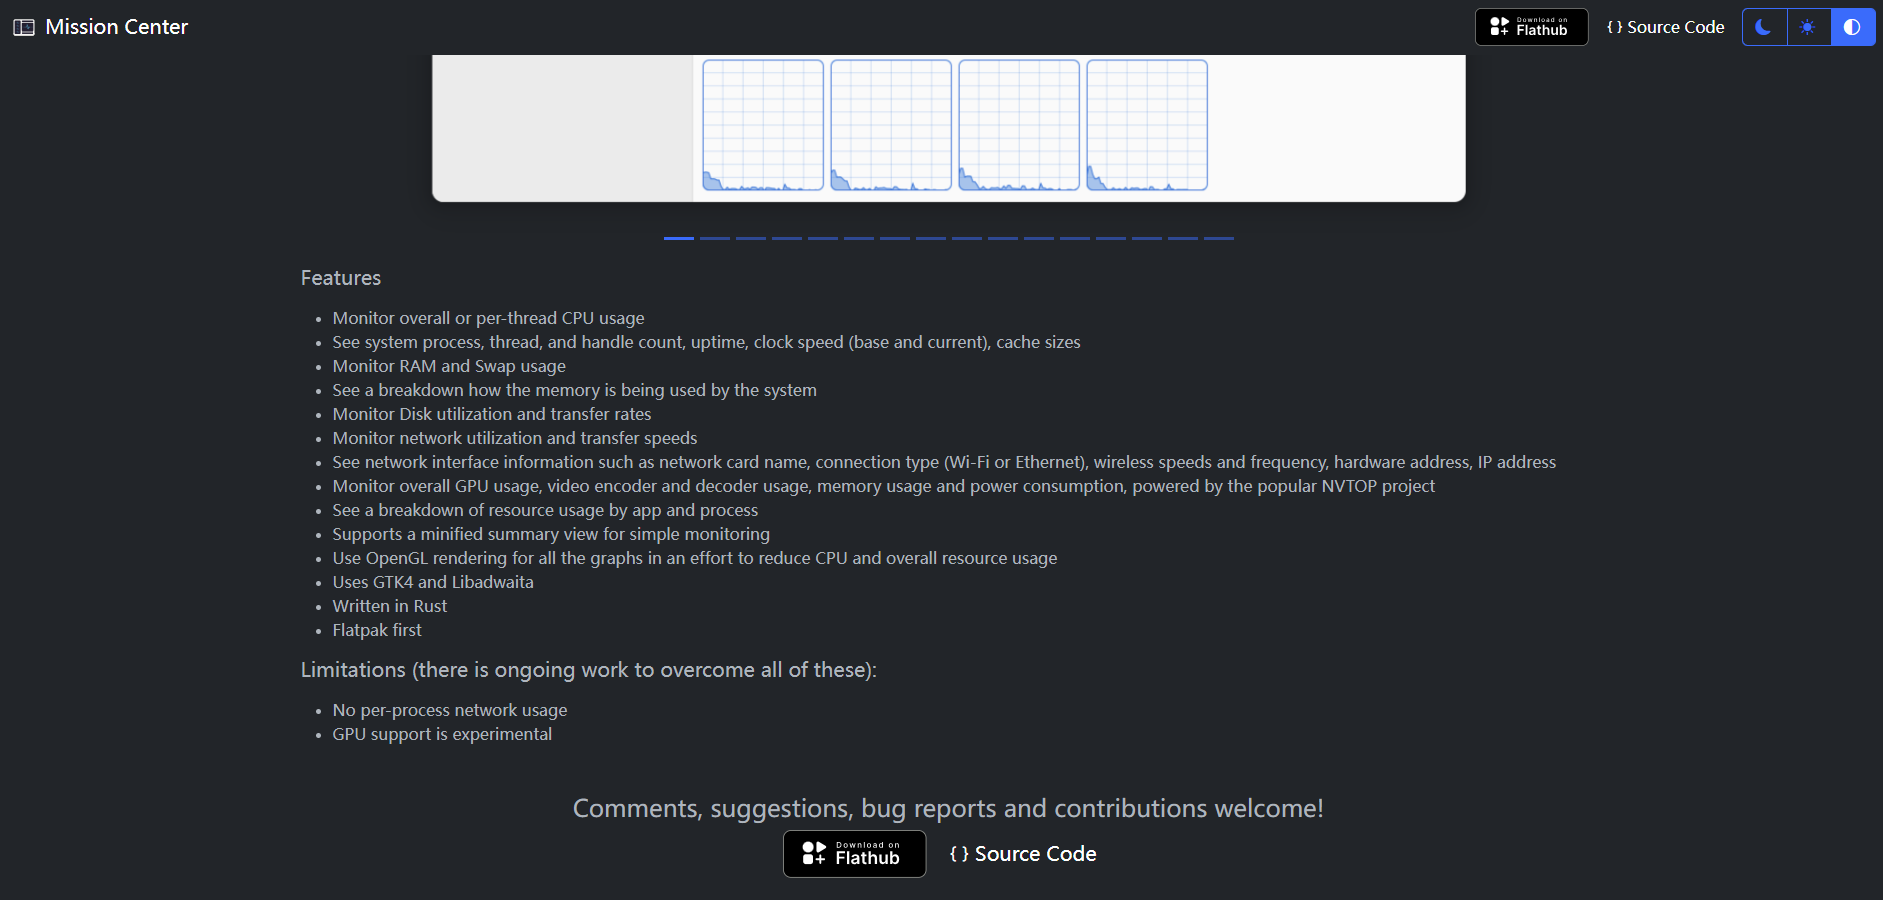 Mission Center
Download on
Flathub
{ } Source Code
Features
Monitor overall or per-thread CPU usage
See system process, thread, and handle count, uptime, clock speed (base and current), cache sizes
Monitor RAM and Swap usage
See a breakdown how the memory is being used by the system
Monitor Disk utilization and transfer rates
Monitor network utilization and transfer speeds
See network interface information such as network card name, connection type (Wi-Fi or Ethernet), wireless speeds and frequency, hardware address, IP address
Monitor overall GPU usage, video encoder and decoder usage, memory usage and power consumption, powered by the popular NVTOP project
See a breakdown of resource usage by app and process
Supports a minified summary view for simple monitoring
Use OpenGL rendering for all the graphs in an effort to reduce CPU and overall resource usage
Uses GTK4 and Libadwaita
Written in Rust
Flatpak first
Limitations (there is ongoing work to overcome all of these):
No per-process network usage
GPU support is experimental
Comments, suggestions, bug reports and contributions welcome!
Download on
Flathub
{ } Source Code